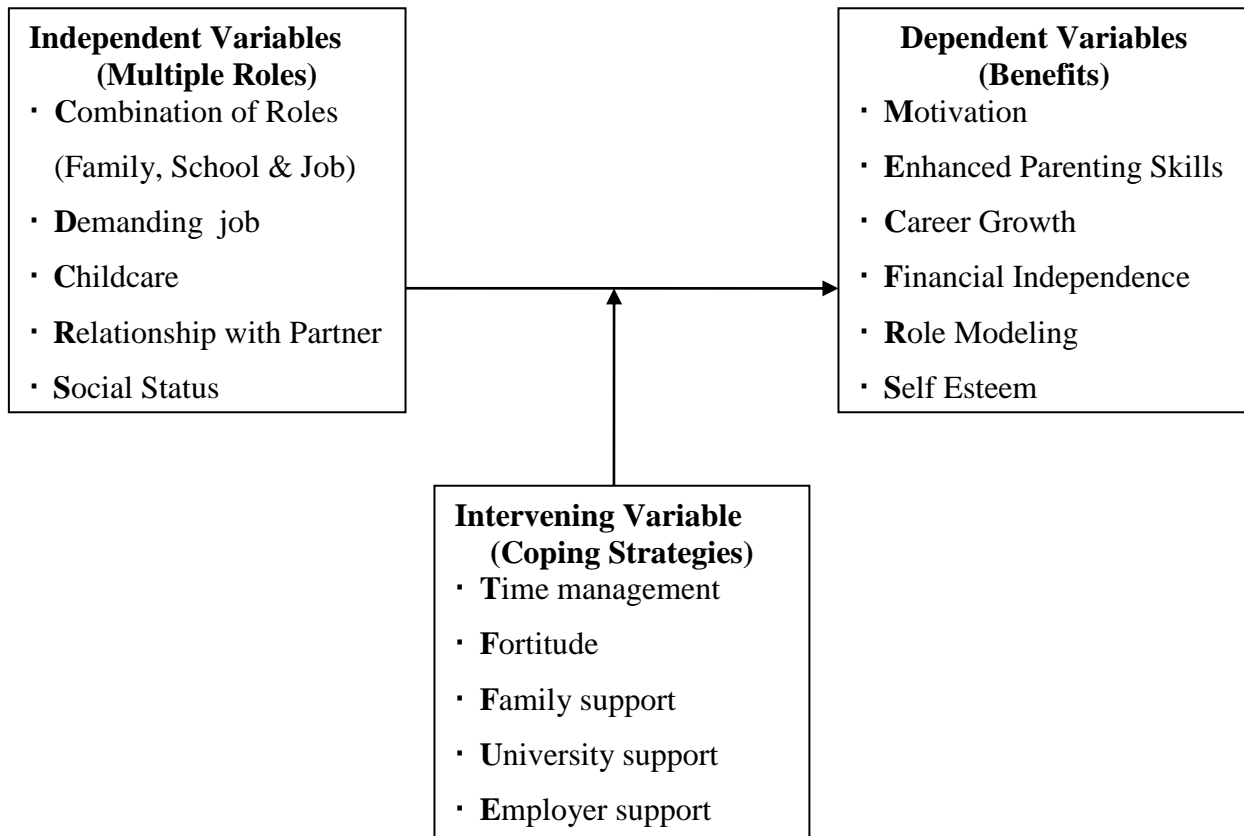 Independent Variables
(Multiple Roles)
· Combination of Roles
(Family, School & Job)
· Demanding job
· Childcare
· Relationship with Partner
· Social Status
Dependent Variables
(Benefits)
· Motivation
· Enhanced Parenting Skills
· Career Growth
· Financial Independence
· Role Modeling
· Self Esteem
Intervening Variable
(Coping Strategies)
· Time management
· Fortitude
· Family support
· University support
· Employer support